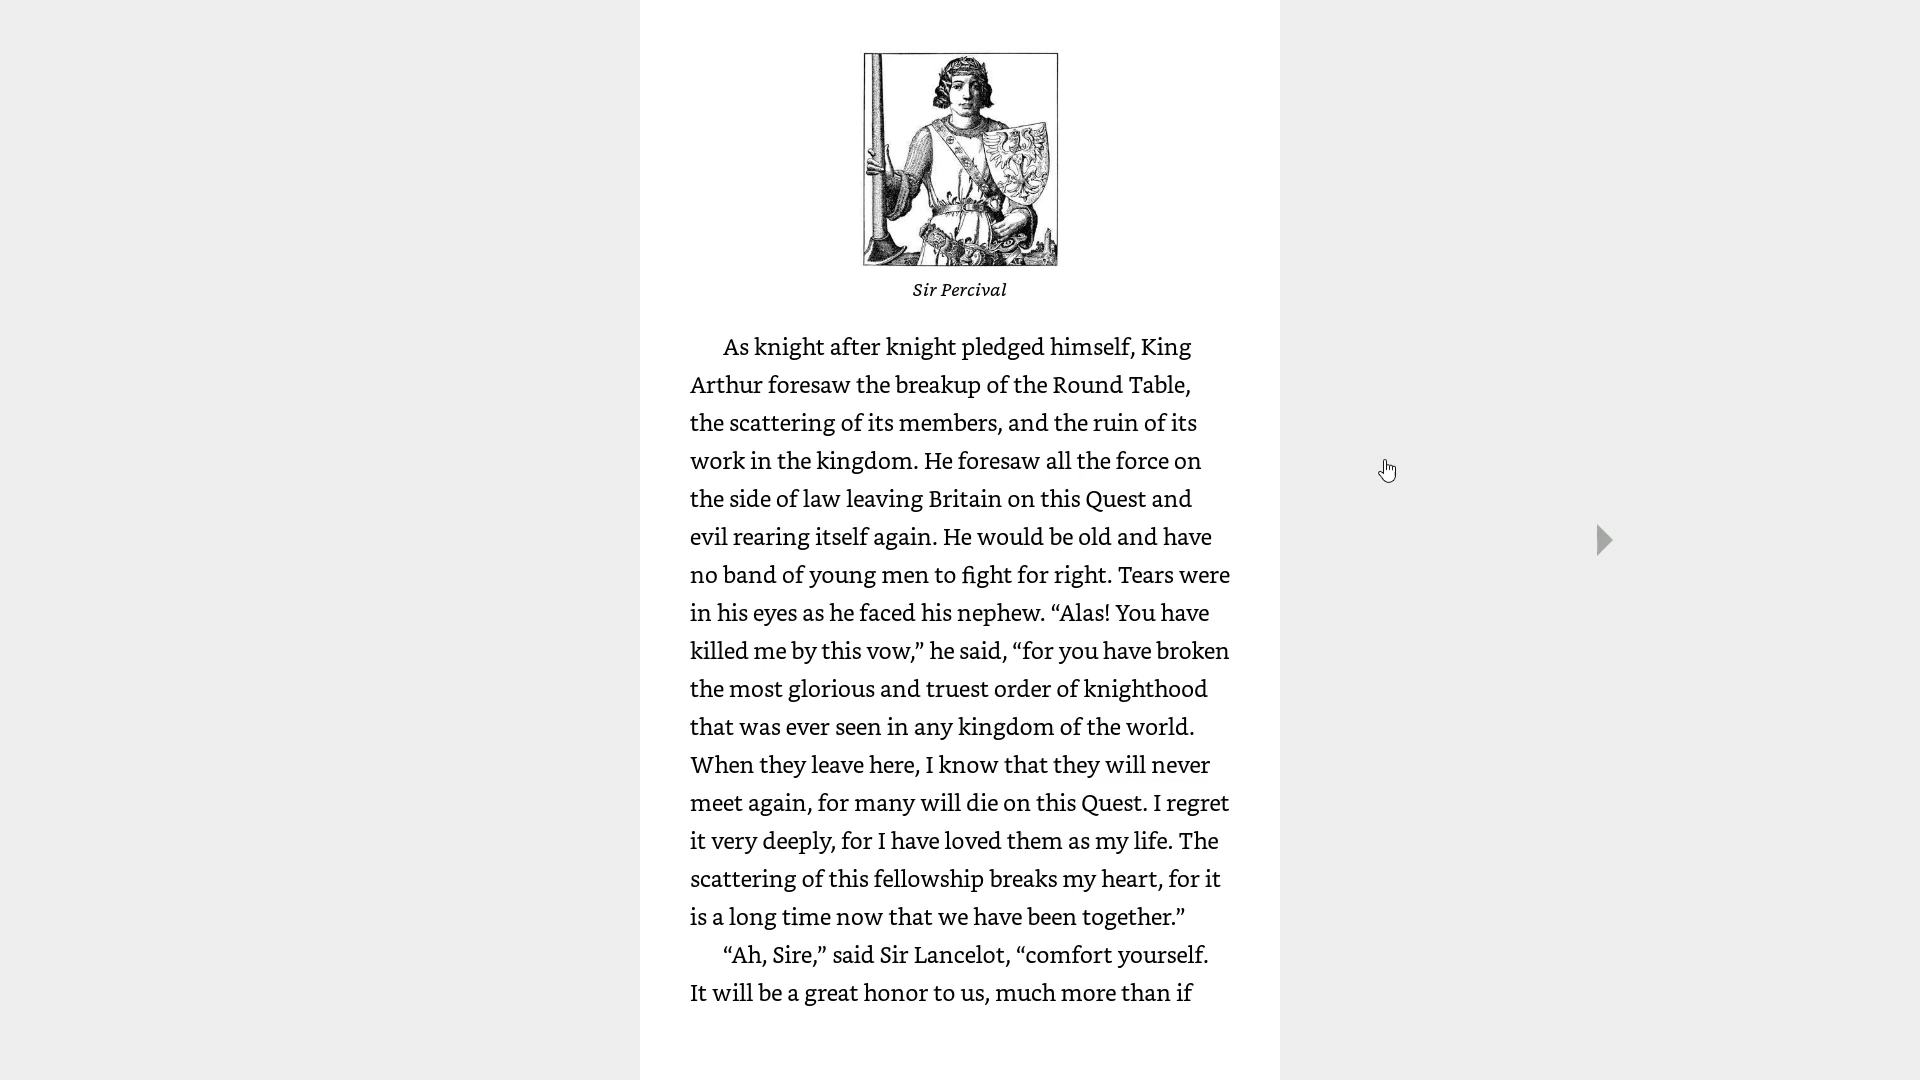 Sir Percival
As knight after knight pledged himself, King
Arthur foresaw the breakup of the Round Table,
the scattering of its members, and the ruin of its
work in the kingdom. He foresaw all the force on
the side of law leaving Britain on this Quest and
evil rearing itself again. He would be old and have
no band of young men to fight for right. Tears were
in his eyes as he faced his nephew. “Alas! You have
killed me by this vow,” he said, “for you have broken
the most glorious and truest order of knighthood
that was ever seen in any kingdom of the world.
When they leave here, I know that they will never
meet again, for many will die on this Quest. I regret
it very deeply, for I have loved them as my life. The
scattering of this fellowship breaks my heart, for it
is a long time now that we have been together.”
“Ah, Sire,” said Sir Lancelot, “comfort yourself.
It will be a great honor to us, much more than if